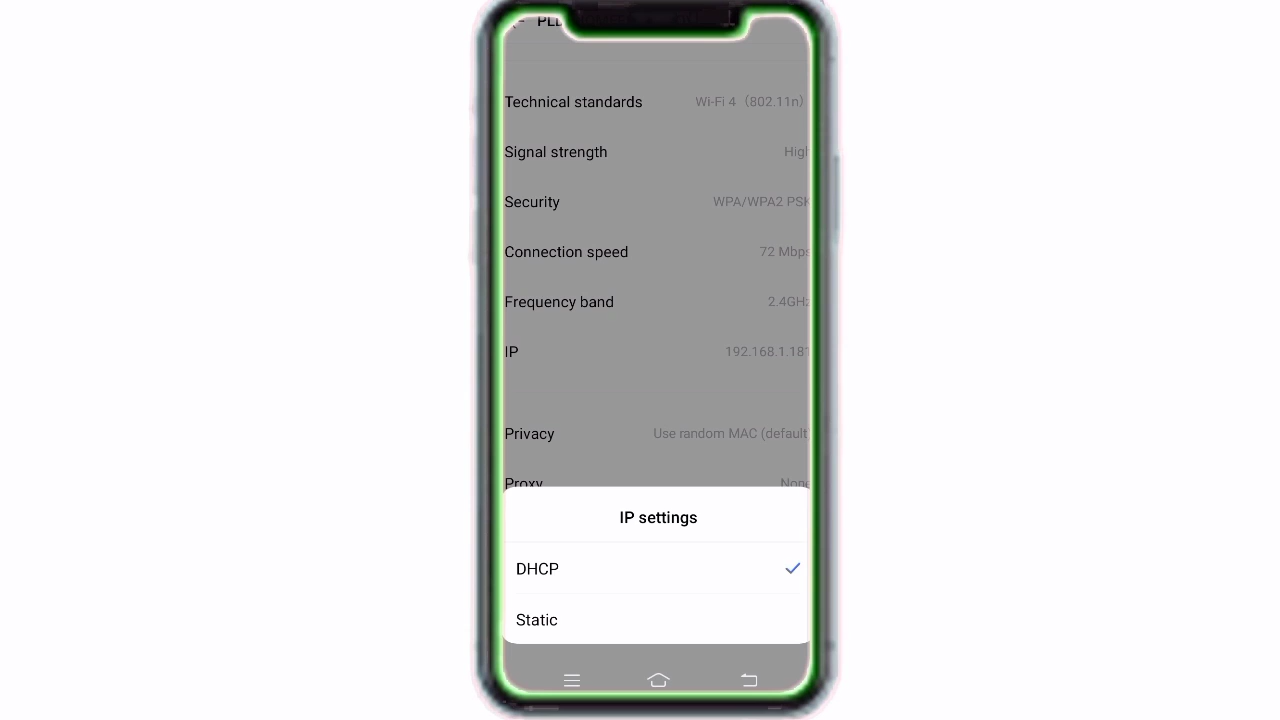 Technical standards Wi-Fi 4 (802.11n)
Signal strength High
Security WPA/WPA2 PSK
Connection speed 72 Mbps
Frequency band 2.4GHz
IP 192.168.1.181
Privacy Use random MAC (default)
Proxy None
IP settings
DHCP
Static